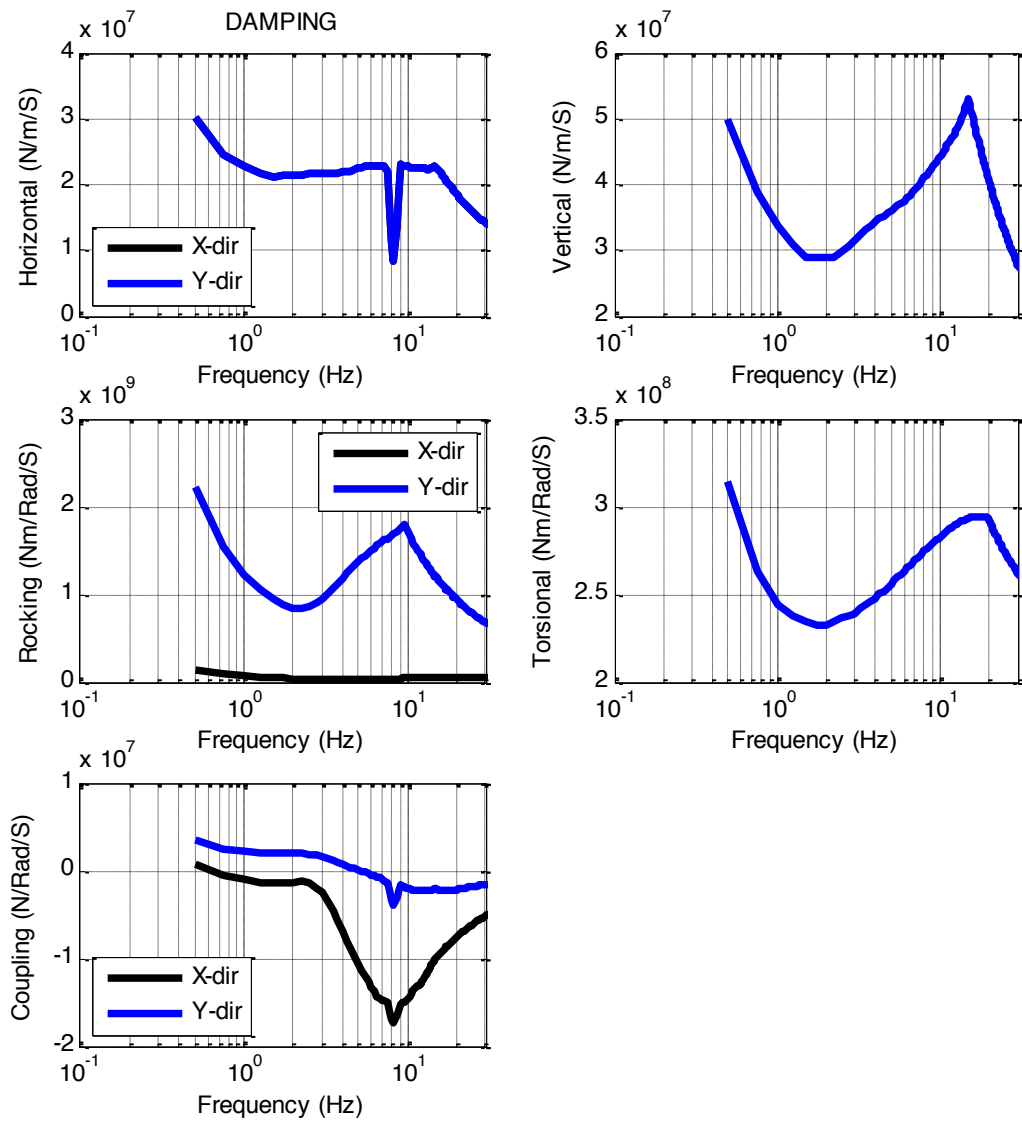 DAMPING
x 10^7
4
3
2
1
0
Horizontal (N/m/S)
X-dir
Y-dir
10^-1 10^0 10^1
Frequency (Hz)
x 10^7
6
5
4
3
2
Vertical (N/m/S)
10^-1 10^0 10^1
Frequency (Hz)
x 10^9
3
2
1
0
Rocking (Nm/Rad/S)
X-dir
Y-dir
10^-1 10^0 10^1
Frequency (Hz)
x 10^8
3.5
3
2.5
2
Torsional (Nm/Rad/S)
10^-1 10^0 10^1
Frequency (Hz)
x 10^7
1
0
-1
-2
Coupling (N/Rad/S)
X-dir
Y-dir
10^-1 10^0 10^1
Frequency (Hz)